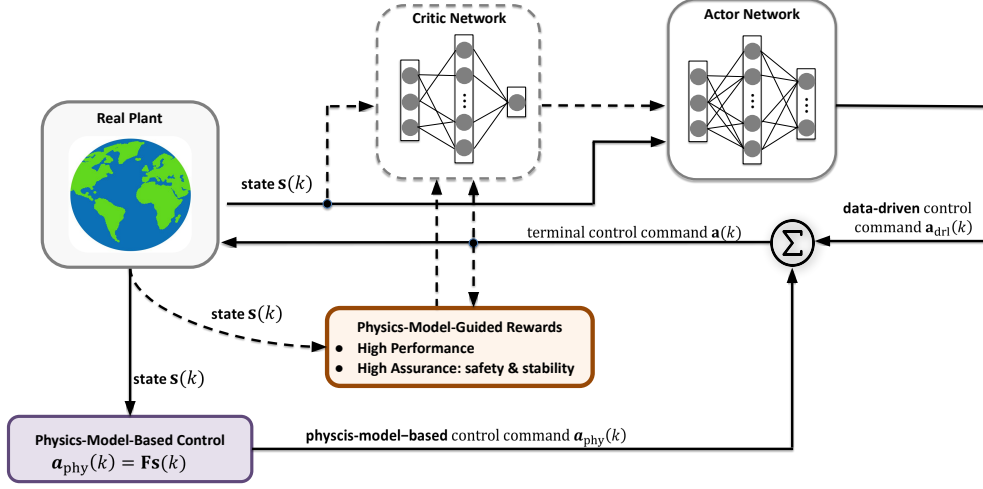 Critic Network
Actor Network
Real Plant
state s(k)
data-driven control
command a_drl(k)
terminal control command a(k)
Σ
state s(k)
Physics-Model-Guided Rewards
● High Performance
● High Assurance: safety & stability
state s(k)
physcis-model–based control command a_phy(k)
Physics-Model-Based Control
a_phy(k) = Fs(k)